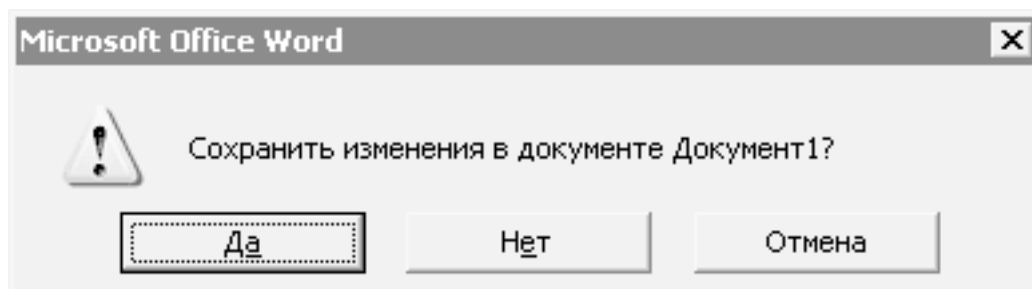 Microsoft Office Word
Сохранить изменения в документе Документ1?
Да Нет Отмена